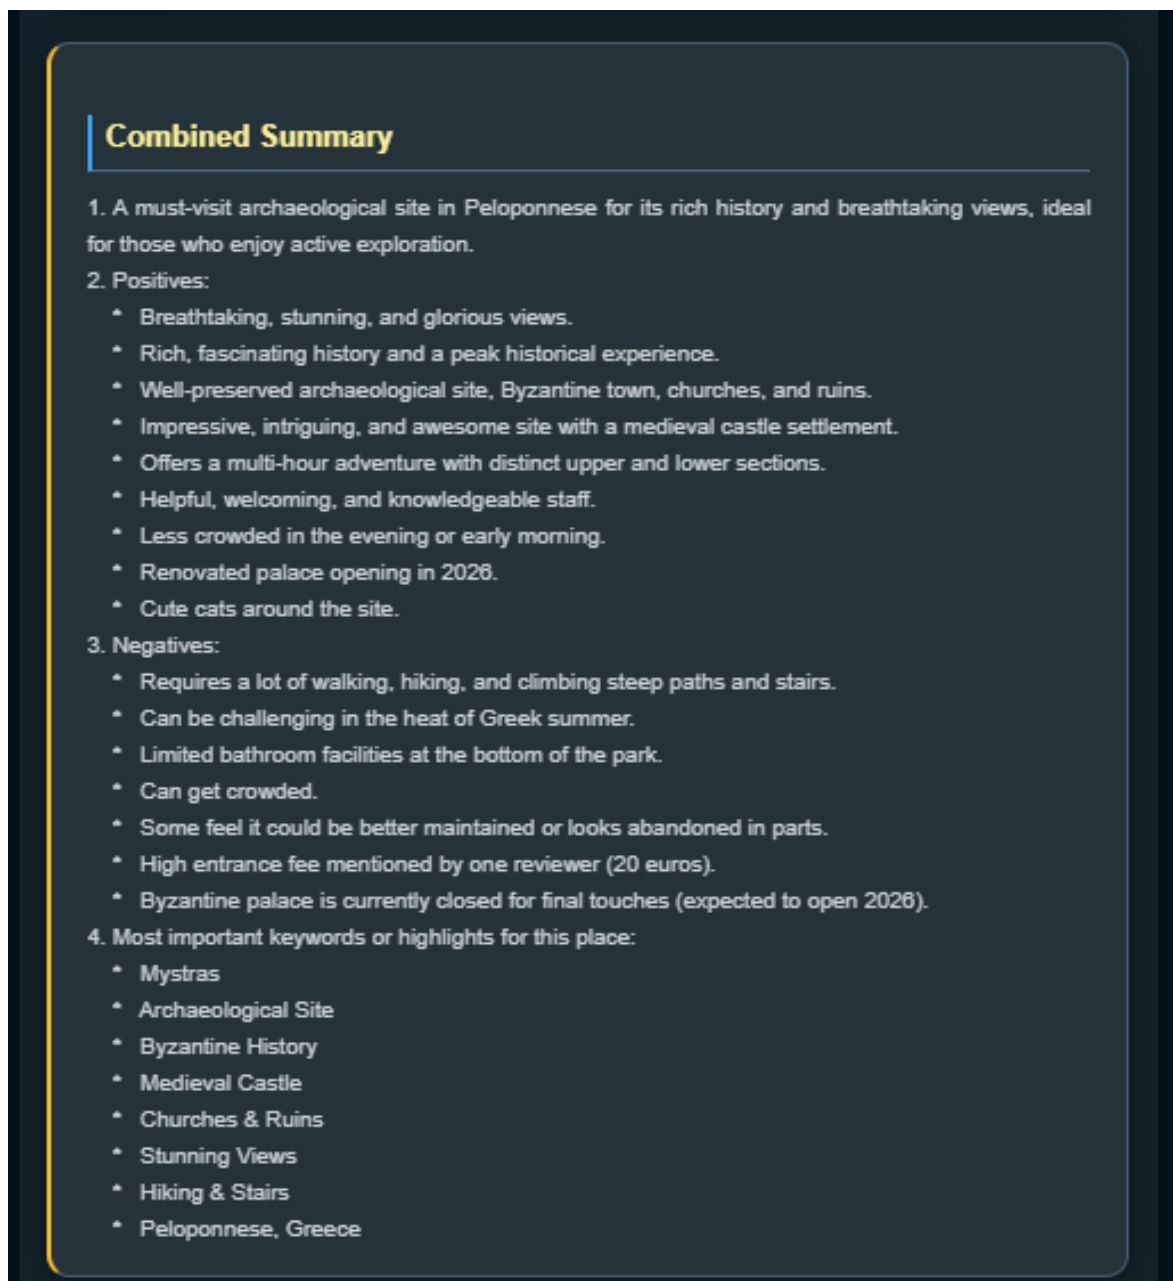 Combined Summary
1. A must-visit archaeological site in Peloponnese for its rich history and breathtaking views, ideal
for those who enjoy active exploration.
2. Positives:
* Breathtaking, stunning, and glorious views.
* Rich, fascinating history and a peak historical experience.
* Well-preserved archaeological site, Byzantine town, churches, and ruins.
* Impressive, intriguing, and awesome site with a medieval castle settlement.
* Offers a multi-hour adventure with distinct upper and lower sections.
* Helpful, welcoming, and knowledgeable staff.
* Less crowded in the evening or early morning.
* Renovated palace opening in 2026.
* Cute cats around the site.
3. Negatives:
* Requires a lot of walking, hiking, and climbing steep paths and stairs.
* Can be challenging in the heat of Greek summer.
* Limited bathroom facilities at the bottom of the park.
* Can get crowded.
* Some feel it could be better maintained or looks abandoned in parts.
* High entrance fee mentioned by one reviewer (20 euros).
* Byzantine palace is currently closed for final touches (expected to open 2026).
4. Most important keywords or highlights for this place:
* Mystras
* Archaeological Site
* Byzantine History
* Medieval Castle
* Churches & Ruins
* Stunning Views
* Hiking & Stairs
* Peloponnese, Greece